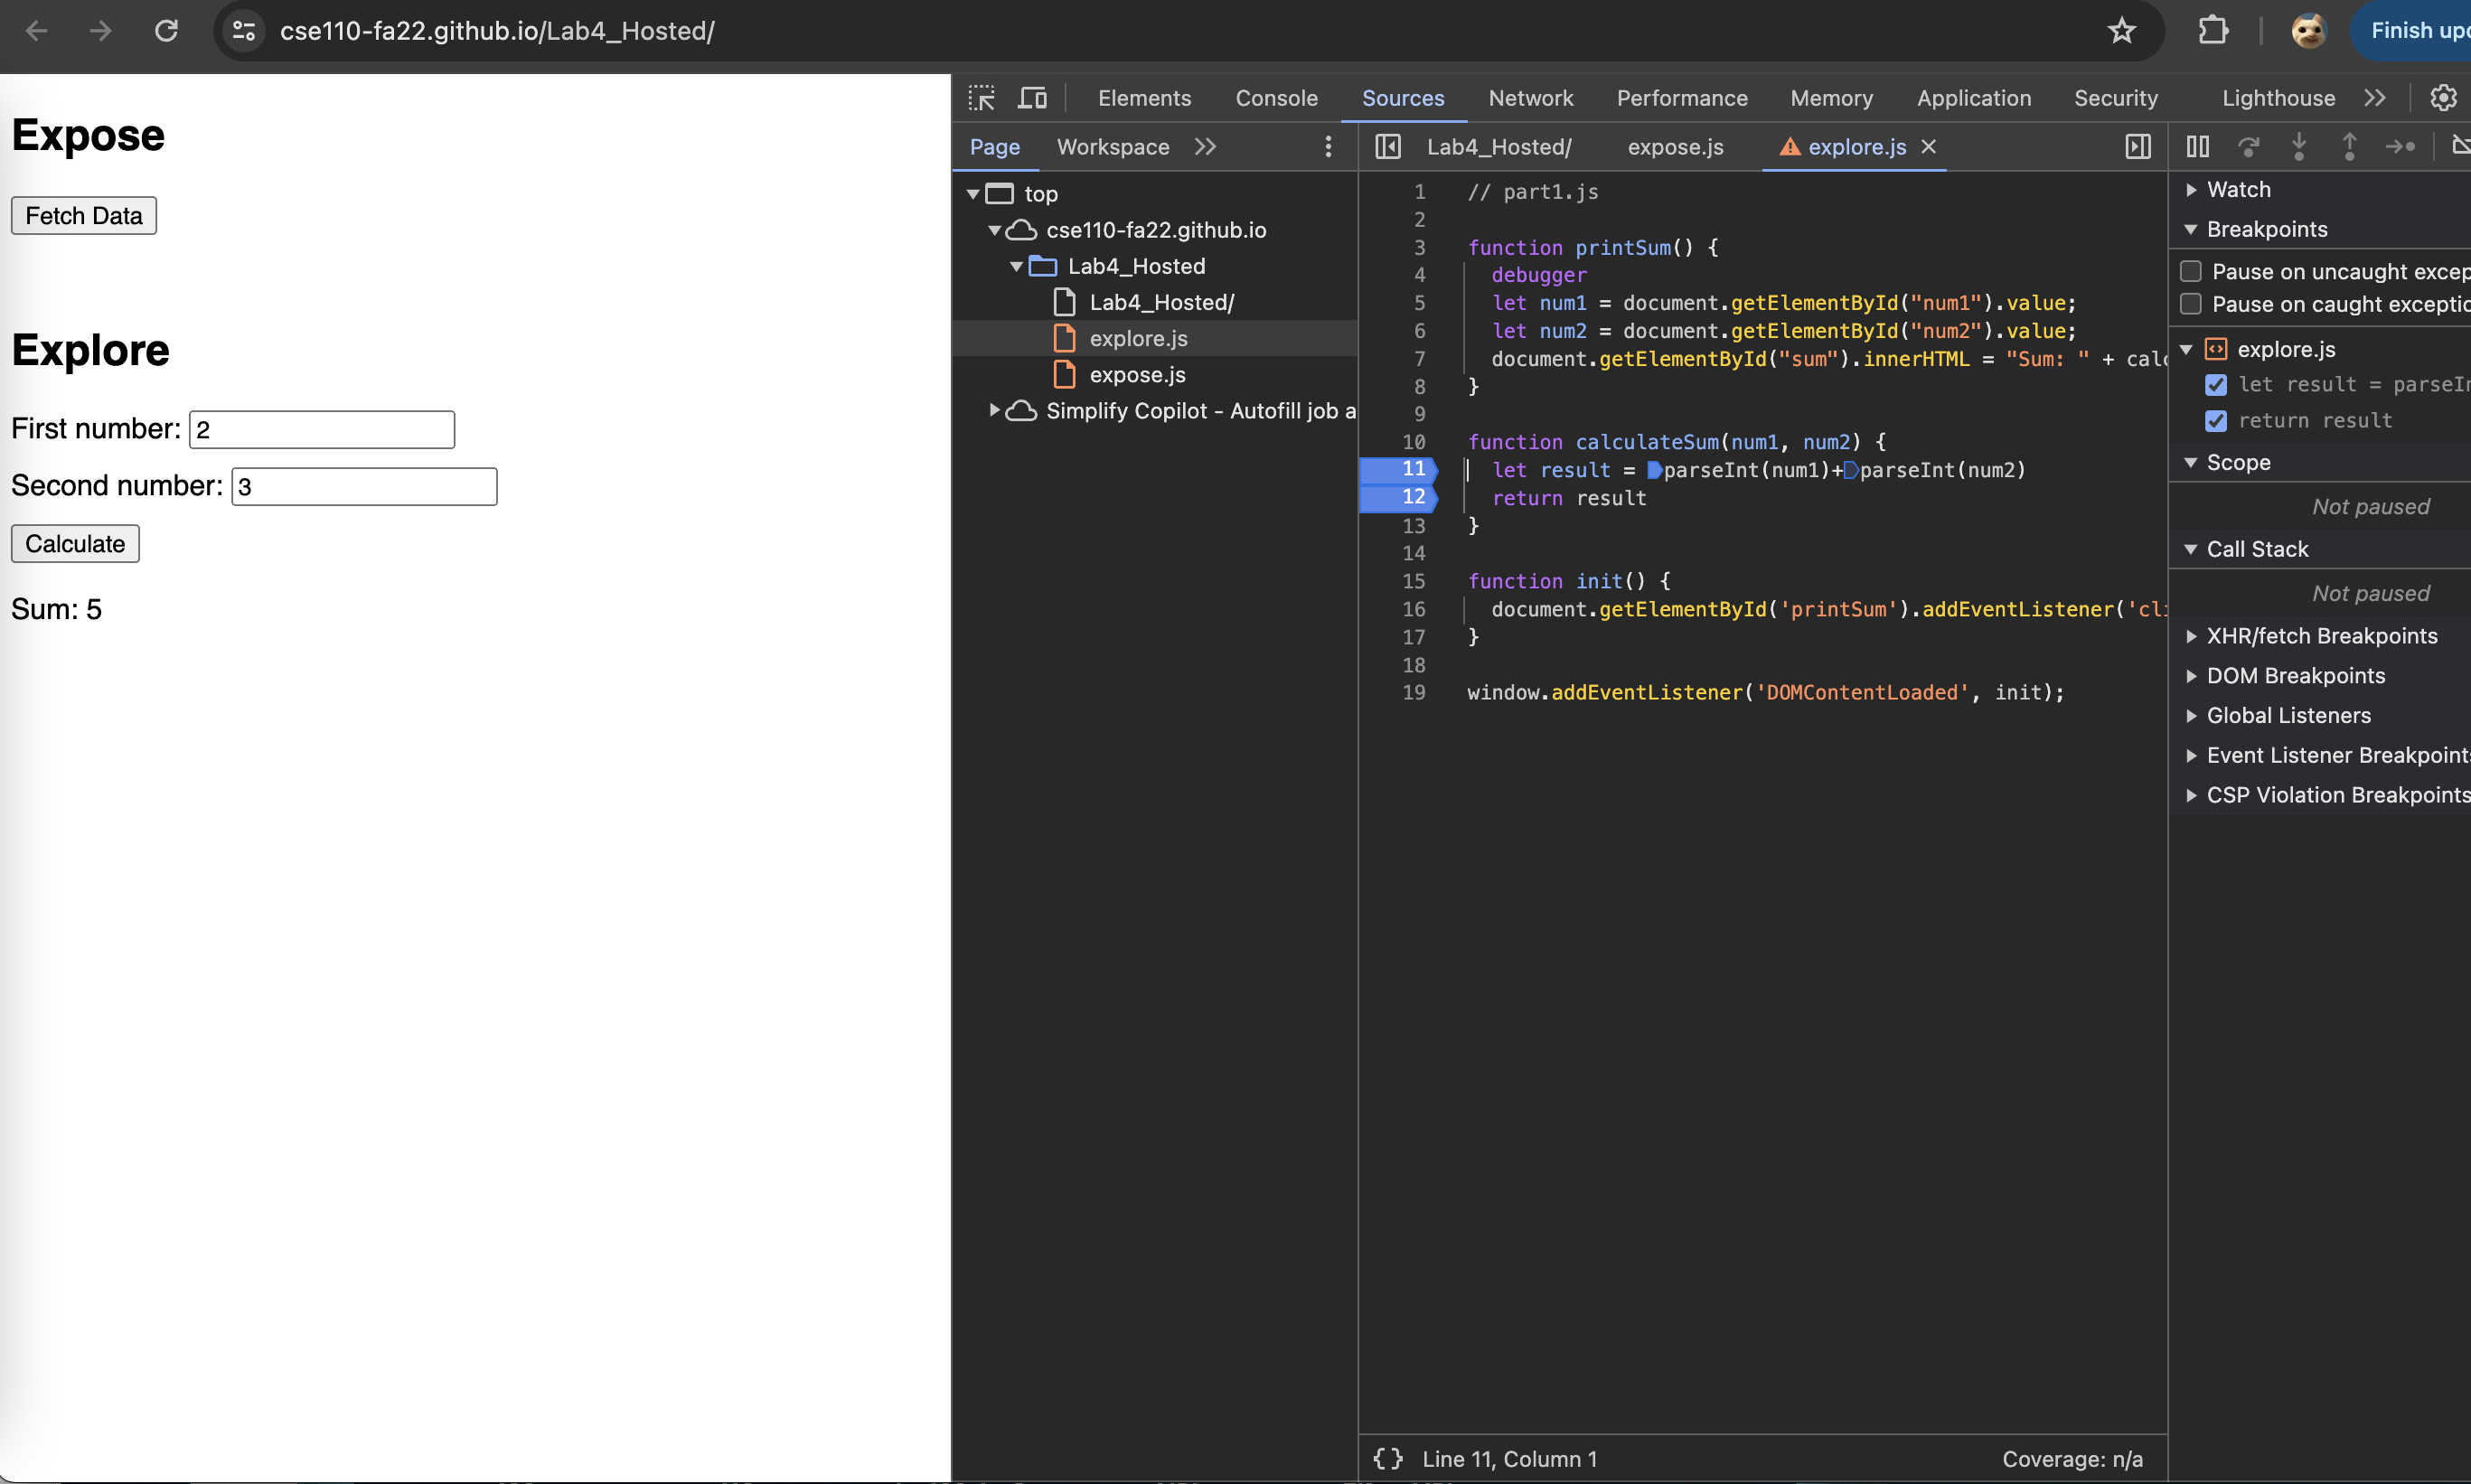 cse110-fa22.github.io/Lab4_Hosted/
Finish upd
Expose
Fetch Data
Explore
First number: 2
Second number: 3
Calculate
Sum: 5
Elements Console Sources Network Performance Memory Application Security Lighthouse
Page Workspace
top
cse110-fa22.github.io
Lab4_Hosted
Lab4_Hosted/
explore.js
expose.js
Simplify Copilot - Autofill job a
Lab4_Hosted/ expose.js explore.js
1 // part1.js
2
3 function printSum() {
4 debugger
5 let num1 = document.getElementById("num1").value;
6 let num2 = document.getElementById("num2").value;
7 document.getElementById("sum").innerHTML = "Sum: " + calc
8 }
9
10 function calculateSum(num1, num2) {
11 let result = parseInt(num1)+parseInt(num2)
12 return result
13 }
14
15 function init() {
16 document.getElementById('printSum').addEventListener('cli
17 }
18
19 window.addEventListener('DOMContentLoaded', init);
{ } Line 11, Column 1
Coverage: n/a
Watch
Breakpoints
Pause on uncaught excep
Pause on caught exceptio
explore.js
let result = parseIn
return result
Scope
Not paused
Call Stack
Not paused
XHR/fetch Breakpoints
DOM Breakpoints
Global Listeners
Event Listener Breakpoints
CSP Violation Breakpoints